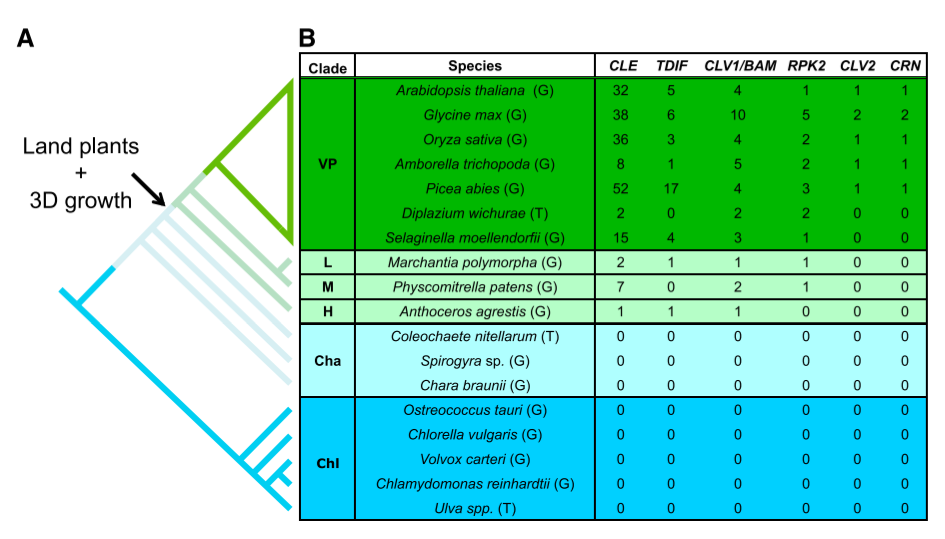 A
B
Land plants
+
3D growth
Clade Species CLE TDIF CLV1/BAM RPK2 CLV2 CRN
VP
Arabidopsis thaliana (G) 32 5 4 1 1 1
Glycine max (G) 38 6 10 5 2 2
Oryza sativa (G) 36 3 4 2 1 1
Amborella trichopoda (G) 8 1 5 2 1 1
Picea abies (G) 52 17 4 3 1 1
Diplazium wichurae (T) 2 0 2 2 0 0
Selaginella moellendorfii (G) 15 4 3 1 0 0
L Marchantia polymorpha (G) 2 1 1 1 0 0
M Physcomitrella patens (G) 7 0 2 1 0 0
H Anthoceros agrestis (G) 1 1 1 0 0 0
Cha
Coleochaete nitellarum (T) 0 0 0 0 0 0
Spirogyra sp. (G) 0 0 0 0 0 0
Chara braunii (G) 0 0 0 0 0 0
Chl
Ostreococcus tauri (G) 0 0 0 0 0 0
Chlorella vulgaris (G) 0 0 0 0 0 0
Volvox carteri (G) 0 0 0 0 0 0
Chlamydomonas reinhardtii (G) 0 0 0 0 0 0
Ulva spp. (T) 0 0 0 0 0 0